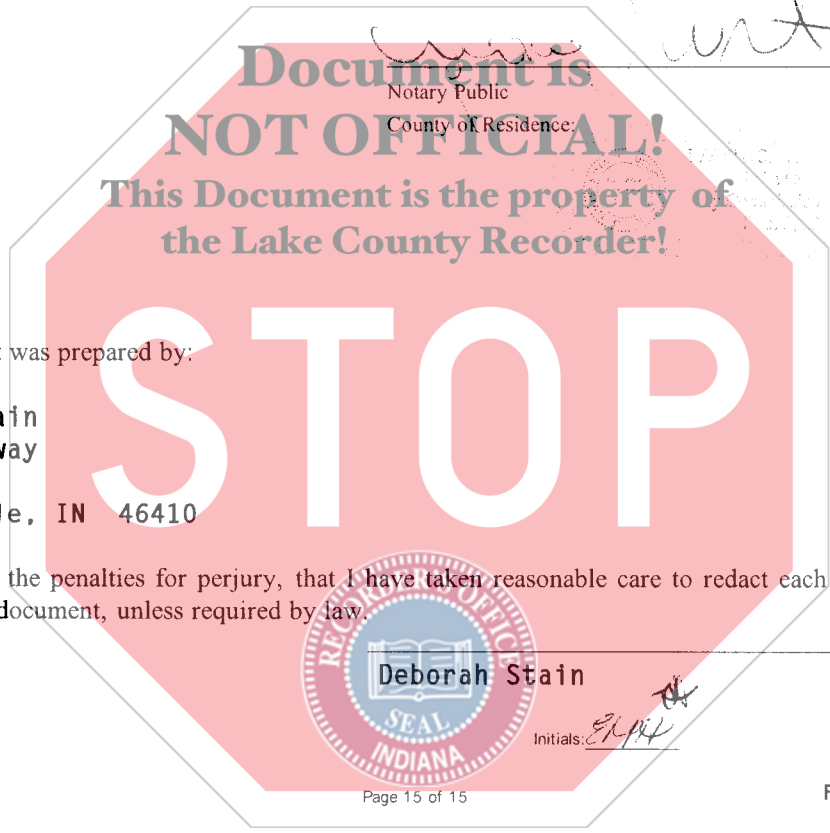 Document is
Notary Public
NOT OFFICIAL!
County of Residence:
This Document is the property of
the Lake County Recorder!
STOP
t was prepared by:
ain
way
le, IN 46410
the penalties for perjury, that I have taken reasonable care to redact each
document, unless required by law.
RECORDER'S OFFICE
SEAL
INDIANA
Deborah Stain
Initials:
Page 15 of 15
F